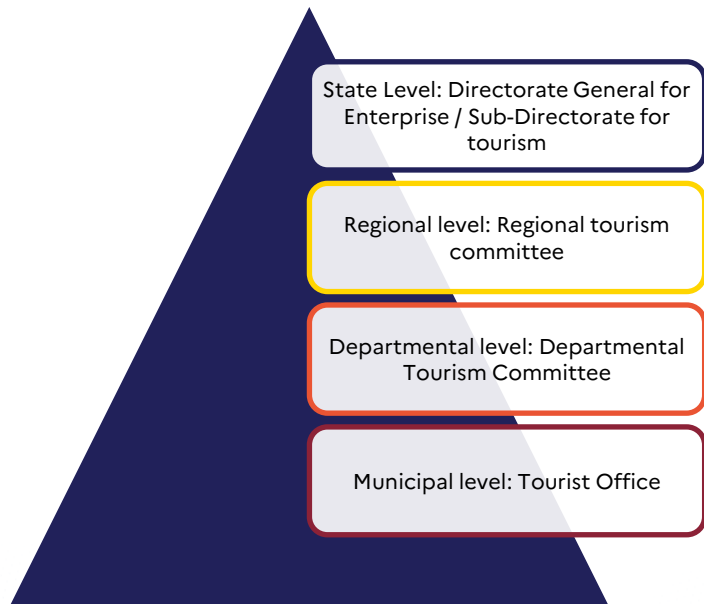 State Level: Directorate General for
Enterprise / Sub-Directorate for
tourism
Regional level: Regional tourism
committee
Departmental level: Departmental
Tourism Committee
Municipal level: Tourist Office